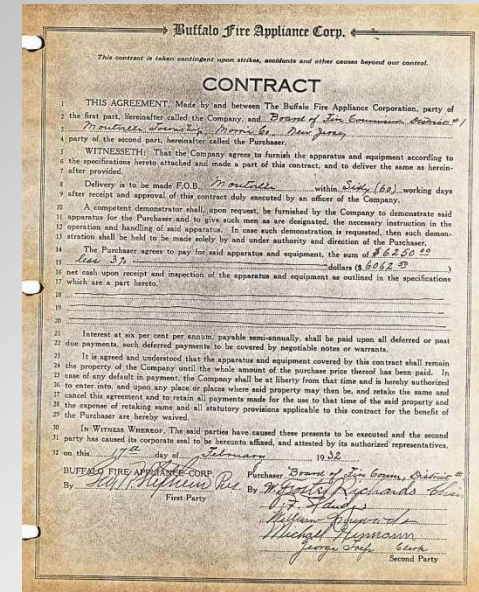 Buffalo Fire Appliance Corp.
This contract is taken contingent upon strikes, accidents and other causes beyond our control.
CONTRACT
1 THIS AGREEMENT, Made by and between The Buffalo Fire Appliance Corporation, party of
2 the first part, hereinafter called the Company, and Board of Fire Commission District #1
3 Montville Township, Morris Co. New Jersey
4 party of the second part, hereinafter called the Purchaser.
5 WITNESSETH: That the Company agrees to furnish the apparatus and equipment according to
6 the specifications hereto attached and made a part of this contract, and to deliver the same as herein-
7 after provided.
8 Delivery is to be made F.O.B. Montville within Sixty (60) working days
9 after receipt and approval of this contract duly executed by an officer of the Company.
10 A competent demonstrator shall, upon request, be furnished by the Company to demonstrate said
11 apparatus for the Purchaser and to give such men as are designated, the necessary instruction in the
12 operation and handling of said apparatus. In case such demonstration is requested, then such demon-
13 stration shall be held to be made solely by and under authority and direction of the Purchaser.
14 The Purchaser agrees to pay for said apparatus and equipment, the sum of $6250 00
15 less 3% dollars ($6062 50)
16 net cash upon receipt and inspection of the apparatus and equipment as outlined in the specifications
17 which are a part hereto.
18
19
20
21 Interest at six per cent per annum, payable semi-annually, shall be paid upon all deferred or past
22 due payments, such deferred payments to be covered by negotiable notes or warrants.
23 It is agreed and understood that the apparatus and equipment covered by this contract shall remain
24 the property of the Company until the whole amount of the purchase price thereof has been paid. In
25 case of any default in payment, the Company shall be at liberty from that time and is hereby authorized
26 to enter into, and upon any place or places where said property may then be, and retake the same and
27 cancel this agreement and to retain all payments made for the use to that time of the said property and
28 the expense of retaking same and all statutory provisions applicable to this contract for the benefit of
29 the Purchaser are hereby waived.
30 IN WITNESS WHEREOF, The said parties have caused these presents to be executed and the second
31 party has caused its corporate seal to be hereunto affixed, and attested by its authorized representatives,
32 on this 17th day of February 1932
BUFFALO FIRE APPLIANCE CORP. Purchaser Board of Fire Comm, District #
By Pres By W. Richards Chair
First Party
William
Michael Nemann
George Clerk
Second Party